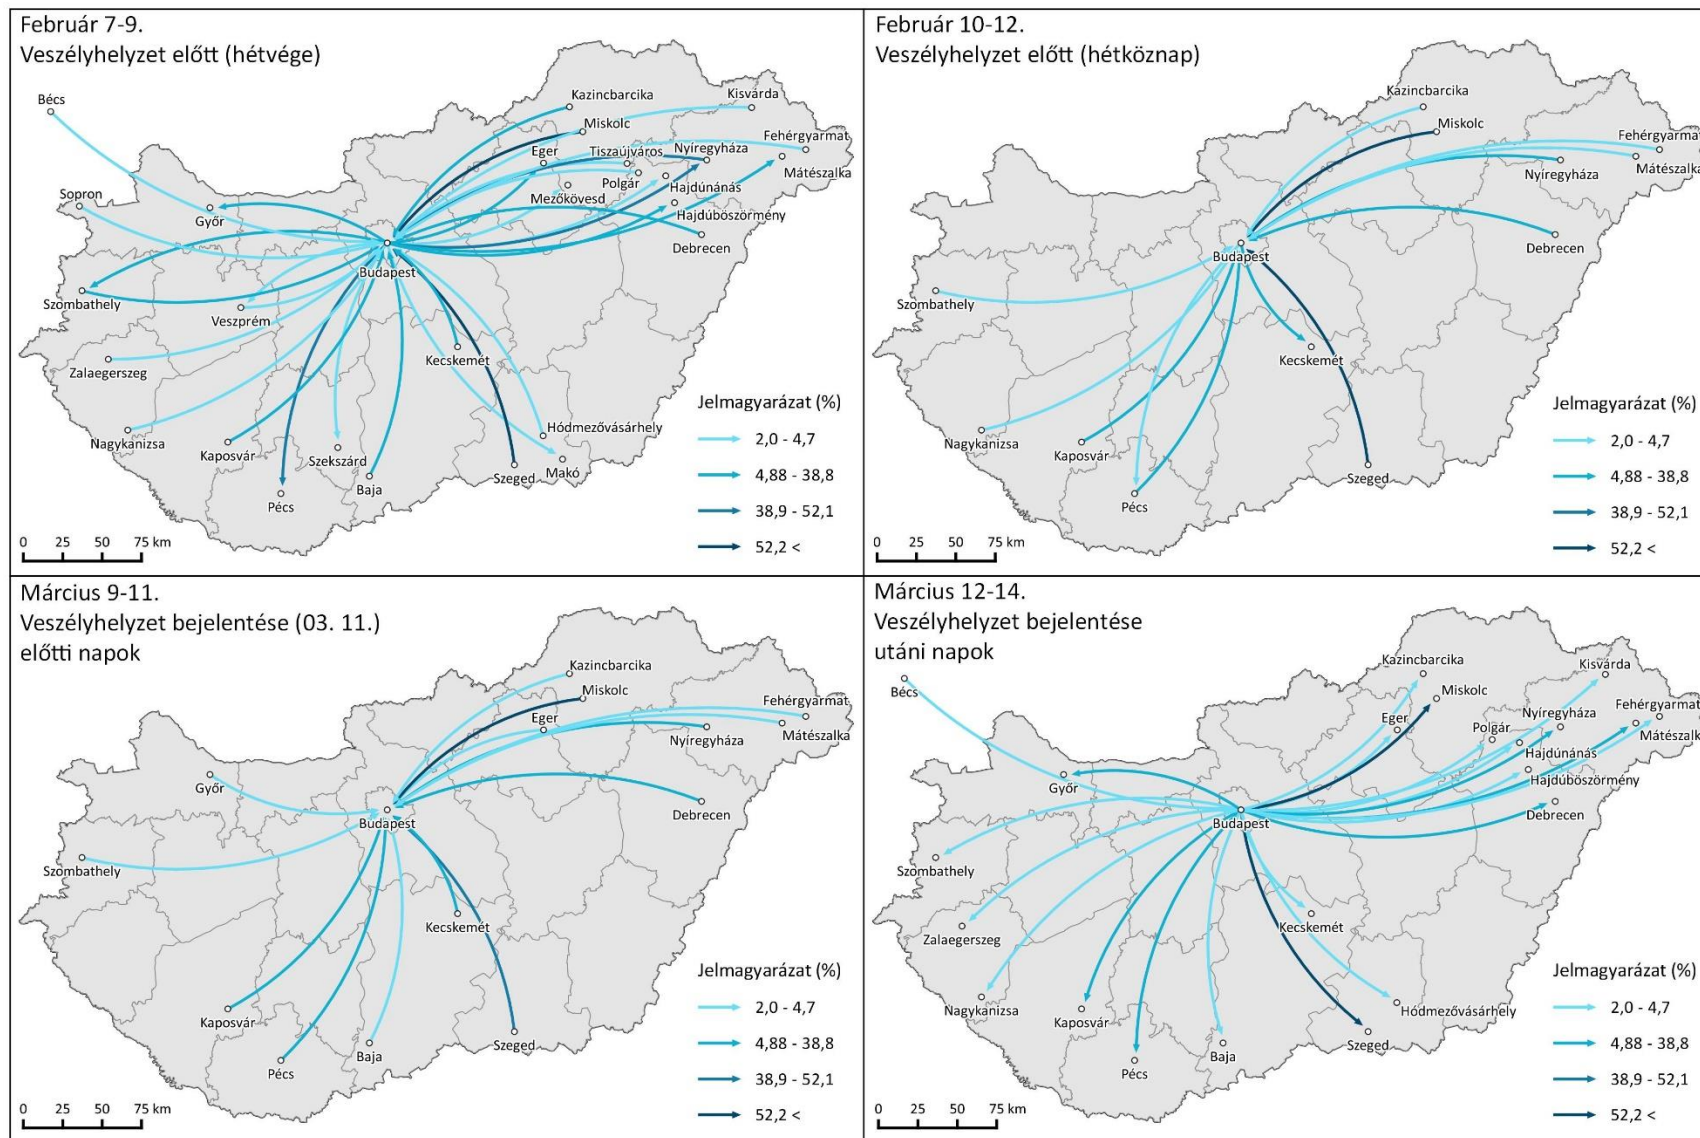 Február 7-9.
Veszélyhelyzet előtt (hétvége)
Bécs
Kazincbarcika
Kisvárda
Miskolc
Fehérgyarmat
Eger
Tiszaújváros
Nyíregyháza
Mátészalka
Polgár
Hajdúnánás
Mezőkövesd
Sopron
Győr
Hajdúböszörmény
Debrecen
Budapest
Szombathely
Veszprém
Kecskemét
Zalaegerszeg
Nagykanizsa
Kaposvár
Szekszárd
Hódmezővásárhely
Makó
Szeged
Baja
Pécs
Jelmagyarázat (%)
2,0 - 4,7
4,88 - 38,8
38,9 - 52,1
52,2 <
0 25 50 75 km
Február 10-12.
Veszélyhelyzet előtt (hétköznap)
Kazincbarcika
Miskolc
Fehérgyarmat
Nyíregyháza
Mátészalka
Debrecen
Budapest
Szombathely
Kecskemét
Nagykanizsa
Kaposvár
Szeged
Pécs
Jelmagyarázat (%)
2,0 - 4,7
4,88 - 38,8
38,9 - 52,1
52,2 <
0 25 50 75 km
Március 9-11.
Veszélyhelyzet bejelentése (03. 11.)
előtti napok
Kazincbarcika
Miskolc
Fehérgyarmat
Eger
Nyíregyháza
Mátészalka
Győr
Debrecen
Budapest
Szombathely
Kecskemét
Kaposvár
Szeged
Baja
Pécs
Jelmagyarázat (%)
2,0 - 4,7
4,88 - 38,8
38,9 - 52,1
52,2 <
0 25 50 75 km
Március 12-14.
Veszélyhelyzet bejelentése
utáni napok
Kazincbarcika
Kisvárda
Bécs
Miskolc
Fehérgyarmat
Eger
Nyíregyháza
Polgár
Mátészalka
Hajdúnánás
Hajdúböszörmény
Győr
Debrecen
Budapest
Szombathely
Kecskemét
Zalaegerszeg
Nagykanizsa
Kaposvár
Hódmezővásárhely
Szeged
Baja
Pécs
Jelmagyarázat (%)
2,0 - 4,7
4,88 - 38,8
38,9 - 52,1
52,2 <
0 25 50 75 km